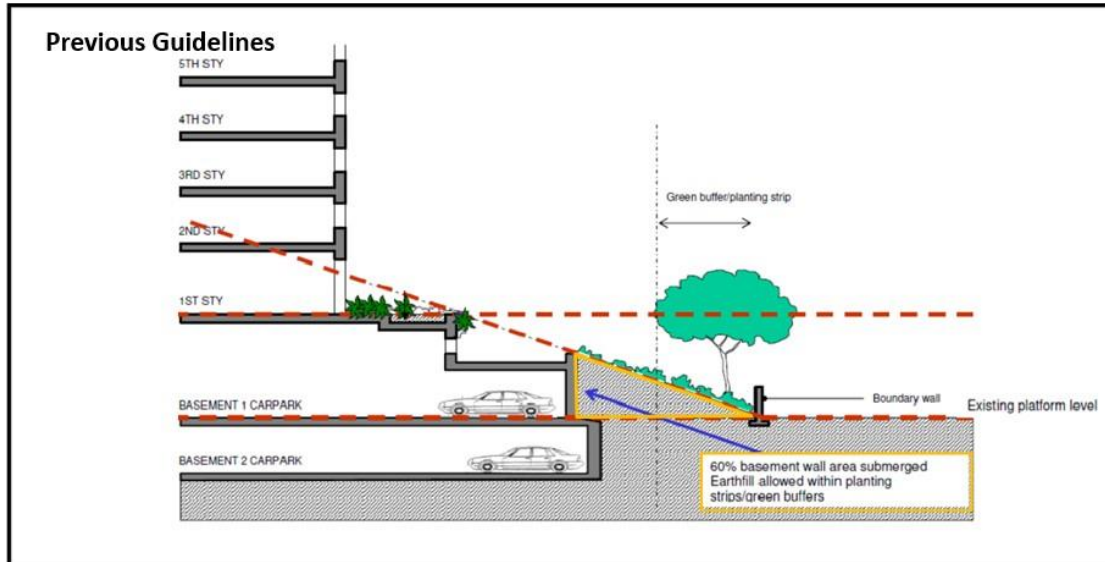 Previous Guidelines
5TH STY
4TH STY
3RD STY
Green buffer/planting strip
2ND STY
1ST STY
BASEMENT 1 CARPARK
Boundary wall
Existing platform level
BASEMENT 2 CARPARK
60% basement wall area submerged
Earthfill allowed within planting
strips/green buffers